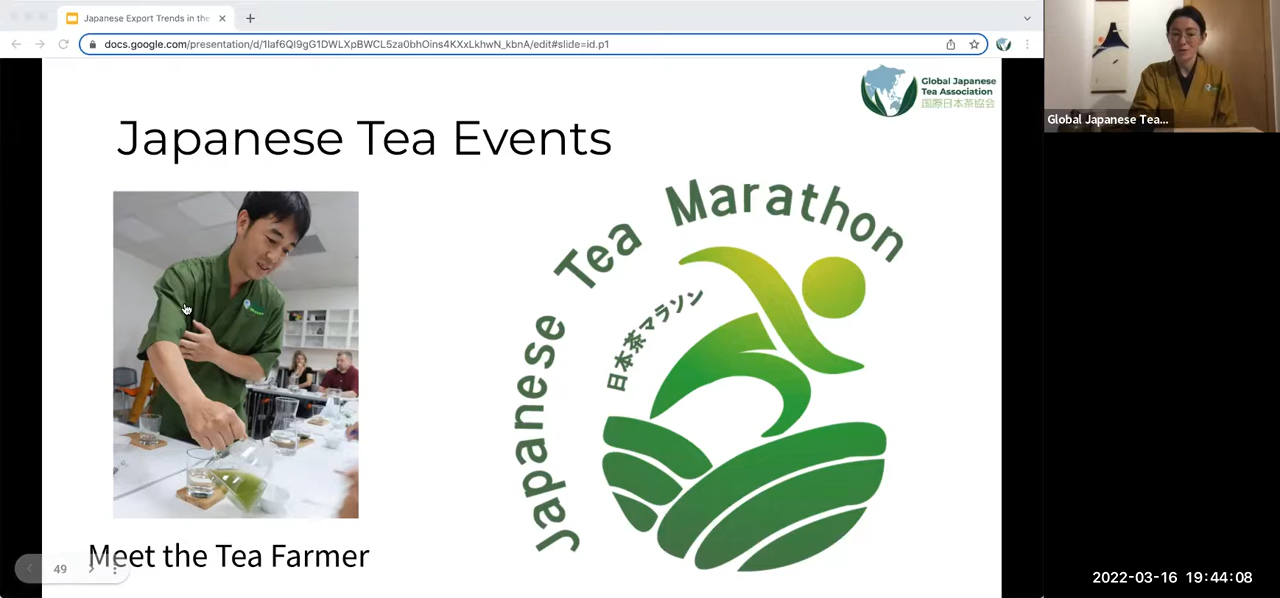 Japanese Export Trends in the
docs.google.com/presentation/d/1laf6QI9gG1DWLXpBWCL5za0bhOins4KXxLkhwN_kbnA/edit#slide=id.p1
Global Japanese
Tea Association
国際日本茶協会
Global Japanese Tea...
Japanese Tea Events
Japanese Tea Marathon
日本茶マラソン
Meet the Tea Farmer
49
2022-03-16 19:44:08